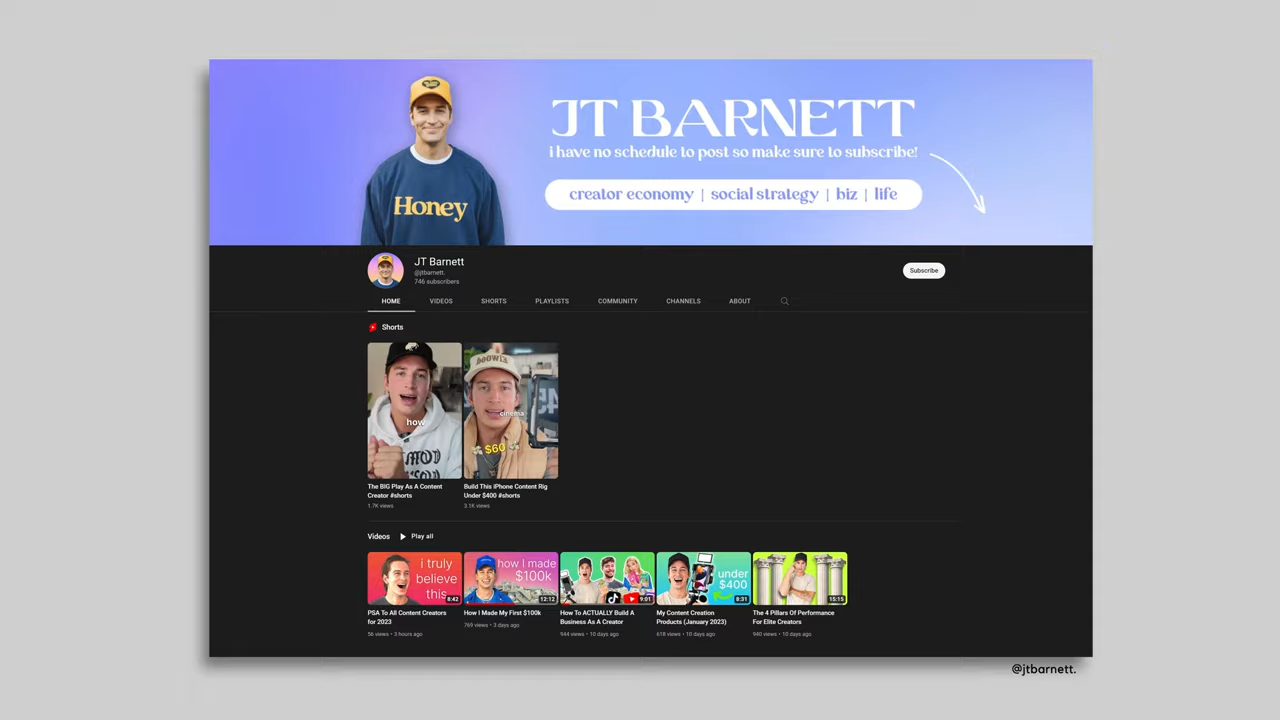 JT BARNETT
i have no schedule to post so make sure to subscribe!
creator economy | social strategy | biz | life
Honey
JT Barnett
@jtbarnett.
746 subscribers
Subscribe
HOME VIDEOS SHORTS PLAYLISTS COMMUNITY CHANNELS ABOUT
Shorts
how
cinema
$60
The BIG Play As A Content
Creator #shorts
1.7K views
Build This iPhone Content Rig
Under $400 #shorts
3.1K views
Videos Play all
i truly
believe
this
8:42
how I made
$100k
12:12
9:01
under
$400
8:31
15:15
PSA To All Content Creators
for 2023
56 views • 3 hours ago
How I Made My First $100k
769 views • 3 days ago
How To ACTUALLY Build A
Business As A Creator
944 views • 10 days ago
My Content Creation
Products (January 2023)
618 views • 10 days ago
The 4 Pillars Of Performance
For Elite Creators
940 views • 10 days ago
@jtbarnett.